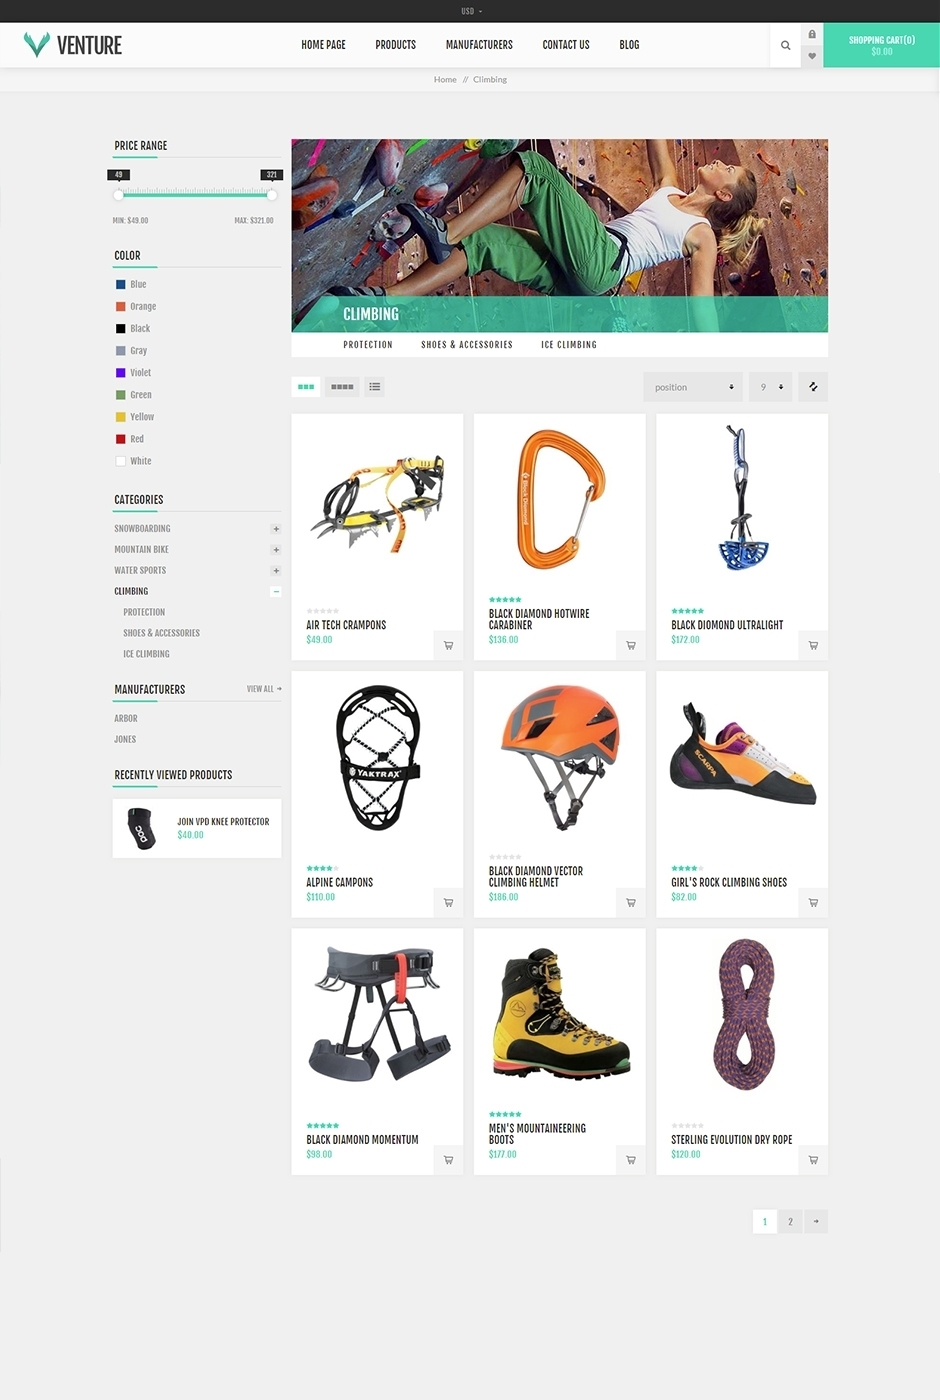 USD
VENTURE
HOME PAGE PRODUCTS MANUFACTURERS CONTACT US BLOG
SHOPPING CART(0)
$0.00
Home // Climbing
PRICE RANGE
49 321
MIN: $49.00 MAX: $321.00
COLOR
Blue
Orange
Black
Gray
Violet
Green
Yellow
Red
White
CATEGORIES
SNOWBOARDING +
MOUNTAIN BIKE +
WATER SPORTS +
CLIMBING −
PROTECTION
SHOES & ACCESSORIES
ICE CLIMBING
MANUFACTURERS VIEW ALL
ARBOR
JONES
RECENTLY VIEWED PRODUCTS
POC
JOIN VPD KNEE PROTECTOR
$40.00
CLIMBING
PROTECTION SHOES & ACCESSORIES ICE CLIMBING
position 9
AIR TECH CRAMPONS
$49.00
Black Diamond
BLACK DIAMOND HOTWIRE
CARABINER
$136.00
BLACK DIOMOND ULTRALIGHT
$172.00
YAKTRAX
ALPINE CAMPONS
$110.00
BLACK DIAMOND VECTOR
CLIMBING HELMET
$186.00
SCARPA
GIRL'S ROCK CLIMBING SHOES
$82.00
BLACK DIAMOND MOMENTUM
$98.00
MEN'S MOUNTAINEERING
BOOTS
$177.00
STERLING EVOLUTION DRY ROPE
$120.00
1 2